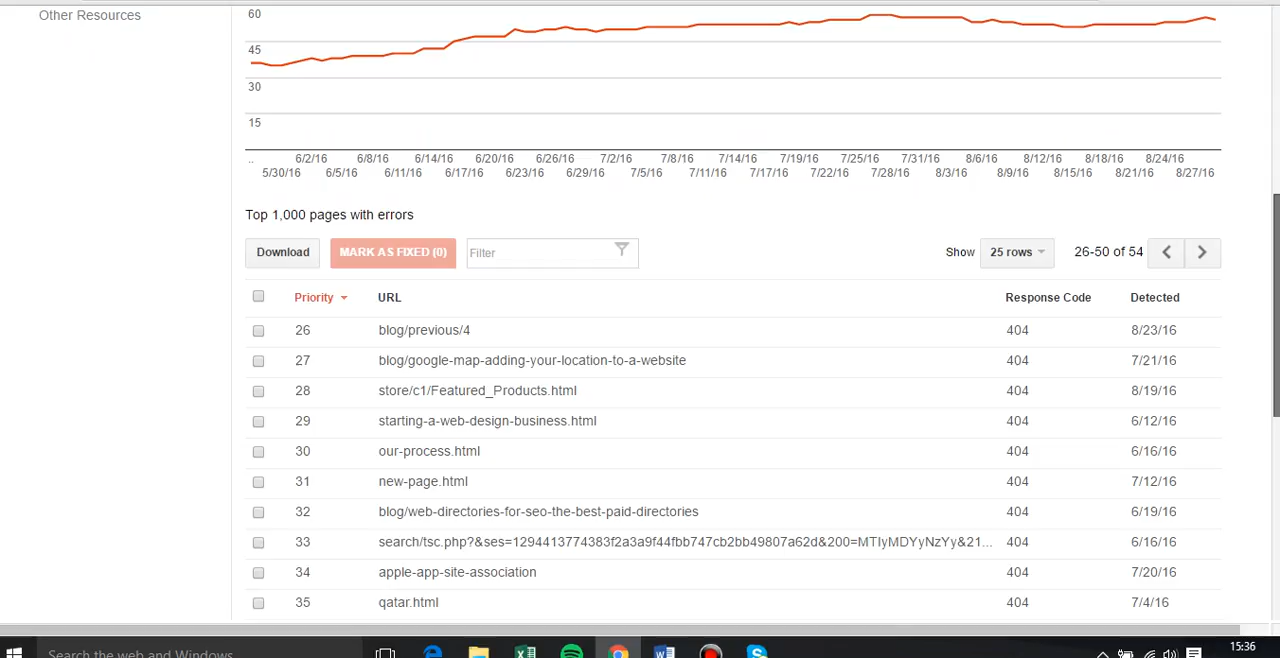 Other Resources
60
45
30
15
..
6/2/16 6/8/16 6/14/16 6/20/16 6/26/16 7/2/16 7/8/16 7/14/16 7/19/16 7/25/16 7/31/16 8/6/16 8/12/16 8/18/16 8/24/16
5/30/16 6/5/16 6/11/16 6/17/16 6/23/16 6/29/16 7/5/16 7/11/16 7/17/16 7/22/16 7/28/16 8/3/16 8/9/16 8/15/16 8/21/16 8/27/16
Top 1,000 pages with errors
Download MARK AS FIXED (0) Filter Show 25 rows 26-50 of 54
Priority URL Response Code Detected
26 blog/previous/4 404 8/23/16
27 blog/google-map-adding-your-location-to-a-website 404 7/21/16
28 store/c1/Featured_Products.html 404 8/19/16
29 starting-a-web-design-business.html 404 6/12/16
30 our-process.html 404 6/16/16
31 new-page.html 404 7/12/16
32 blog/web-directories-for-seo-the-best-paid-directories 404 6/19/16
33 search/tsc.php?&ses=1294413774383f2a3a9f44fbb747cb2bb49807a62d&200=MTIyMDYyNzYy&21... 404 6/16/16
34 apple-app-site-association 404 7/20/16
35 qatar.html 404 7/4/16
Search the web and Windows 15:36